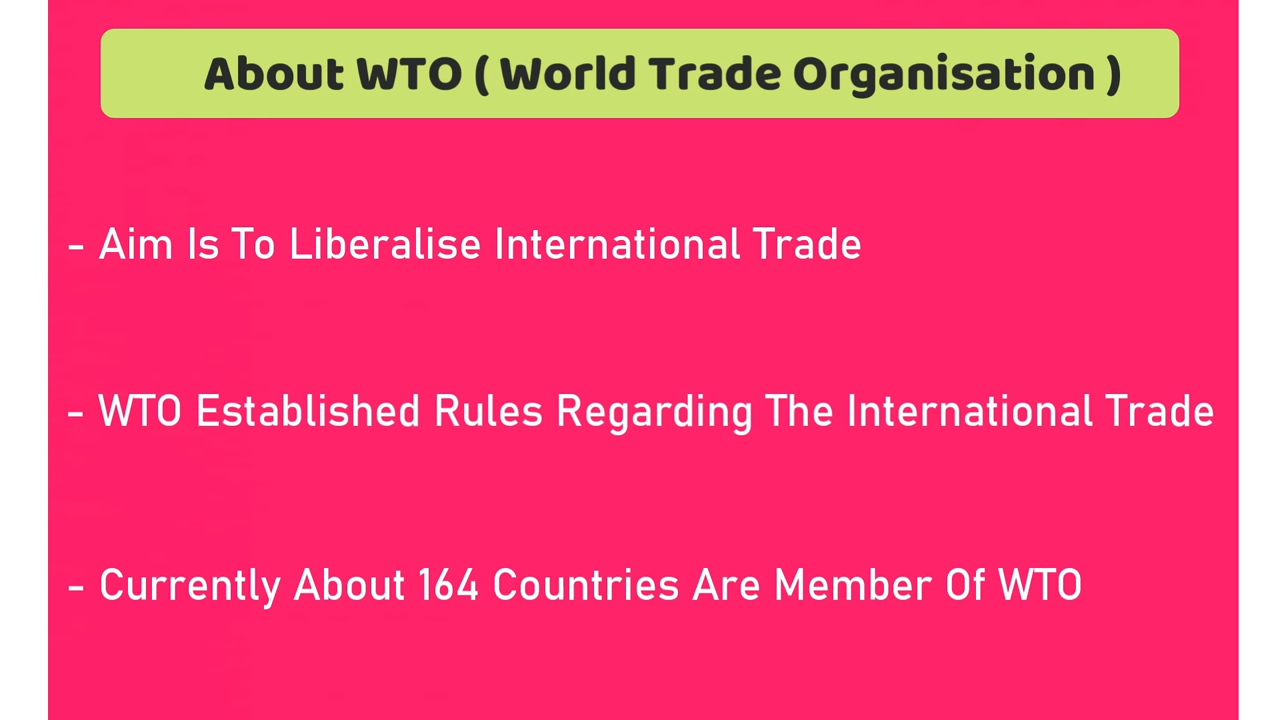 About WTO ( World Trade Organisation )
- Aim Is To Liberalise International Trade
- WTO Established Rules Regarding The International Trade
- Currently About 164 Countries Are Member Of WTO